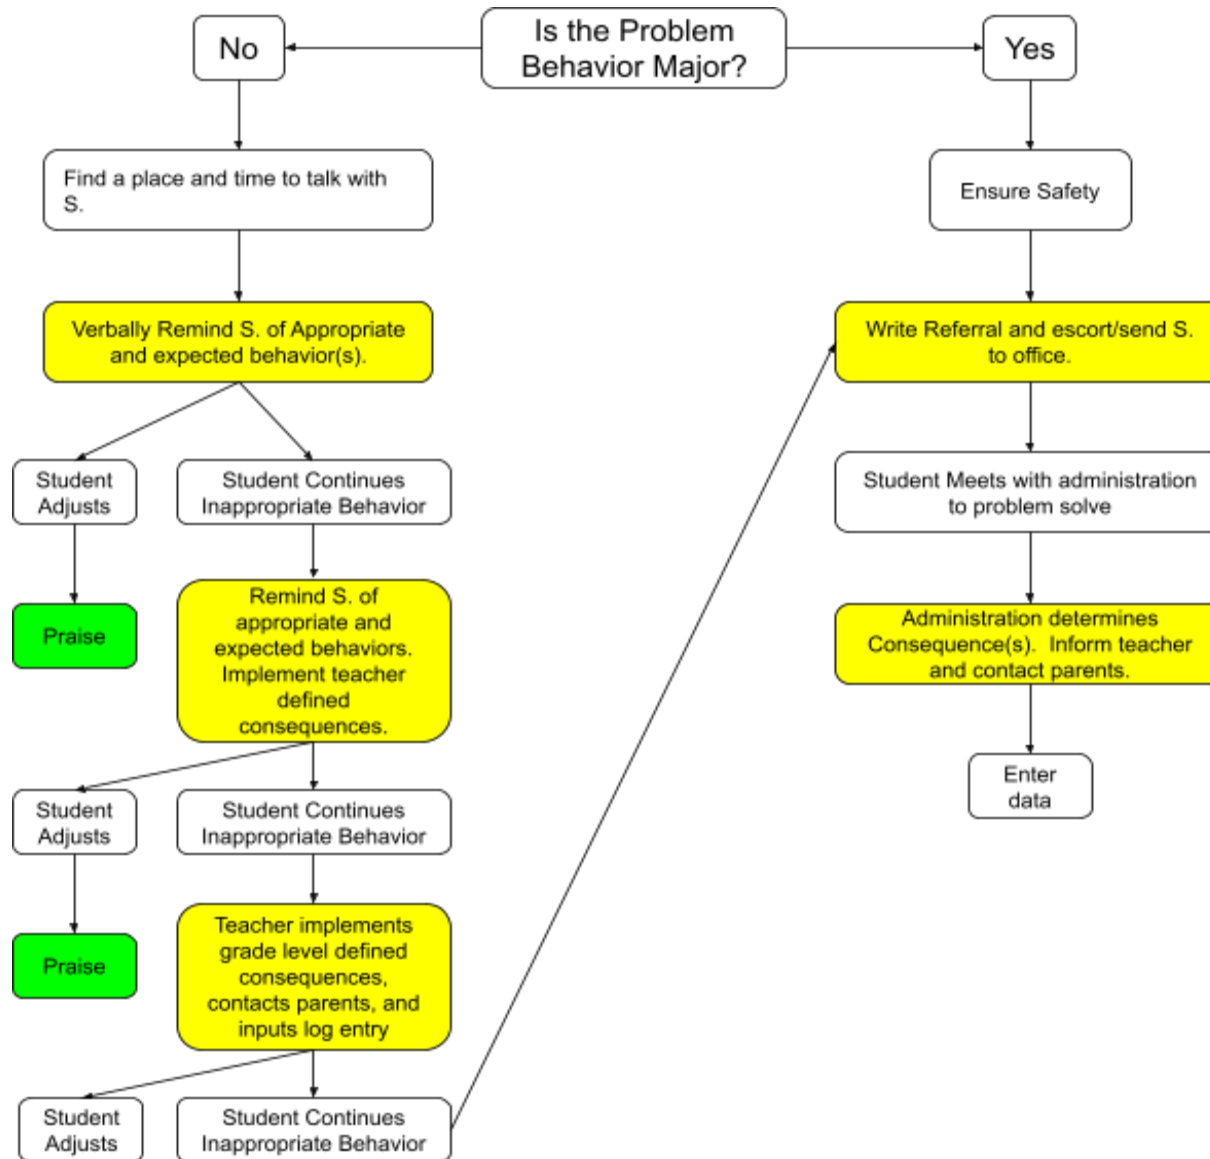 Is the Problem
Behavior Major?
No
Yes
Find a place and time to talk with
S.
Ensure Safety
Verbally Remind S. of Appropriate
and expected behavior(s).
Write Referral and escort/send S.
to office.
Student
Adjusts
Student Continues
Inappropriate Behavior
Student Meets with administration
to problem solve
Praise
Remind S. of
appropriate and
expected behaviors.
Implement teacher
defined
consequences.
Administration determines
Consequence(s).  Inform teacher
and contact parents.
Student
Adjusts
Student Continues
Inappropriate Behavior
Enter
data
Praise
Teacher implements
grade level defined
consequences,
contacts parents, and
inputs log entry
Student
Adjusts
Student Continues
Inappropriate Behavior